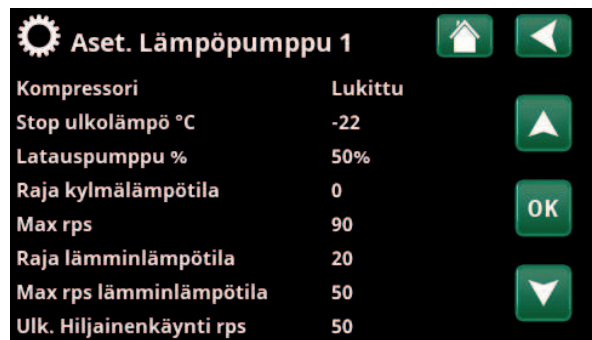 Aset. Lämpöpumppu 1
Kompressori Lukittu
Stop ulkolämpö °C -22
Latauspumppu % 50%
Raja kylmälämpötila 0
Max rps 90
Raja lämminlämpötila 20
Max rps lämminlämpötila 50
Ulk. Hiljainenkäynti rps 50
OK